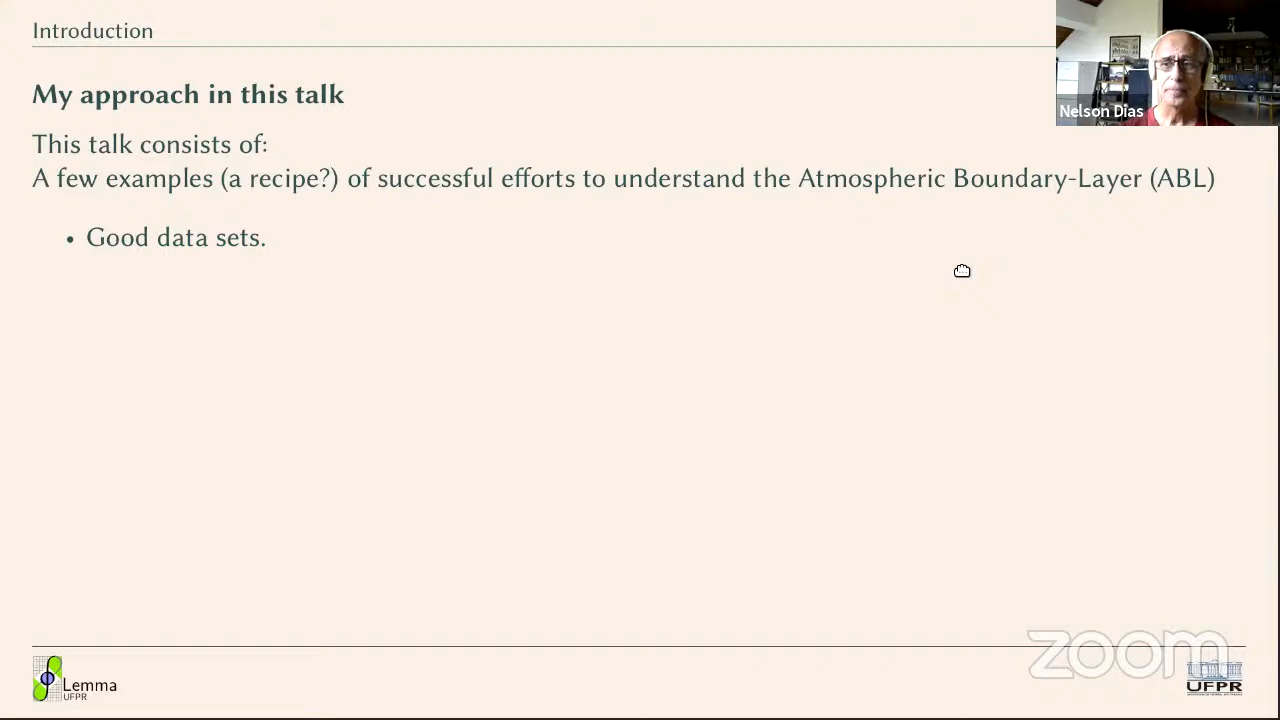 Introduction
Nelson Dias
My approach in this talk
This talk consists of:
A few examples (a recipe?) of successful efforts to understand the Atmospheric Boundary-Layer (ABL)
• Good data sets.
zoom
Lemma
UFPR
UFPR